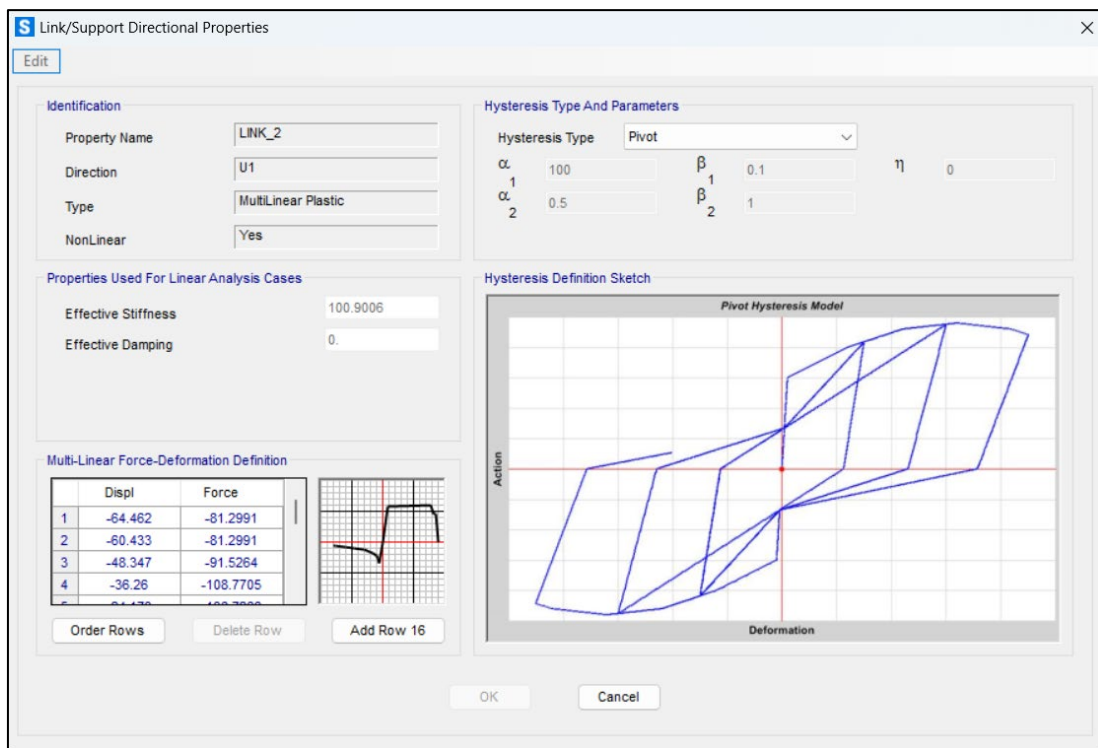 S Link/Support Directional Properties
Edit
Identification
Property Name LINK_2
Direction U1
Type MultiLinear Plastic
NonLinear Yes
Hysteresis Type And Parameters
Hysteresis Type Pivot
α1 100 β1 0.1 η 0
α2 0.5 β2 1
Properties Used For Linear Analysis Cases
Effective Stiffness 100.9006
Effective Damping 0.
Hysteresis Definition Sketch
Pivot Hysteresis Model
Action
Deformation
Multi-Linear Force-Deformation Definition
Displ Force
1 -64.462 -81.2991
2 -60.433 -81.2991
3 -48.347 -91.5264
4 -36.26 -108.7705
Order Rows Delete Row Add Row 16
OK Cancel